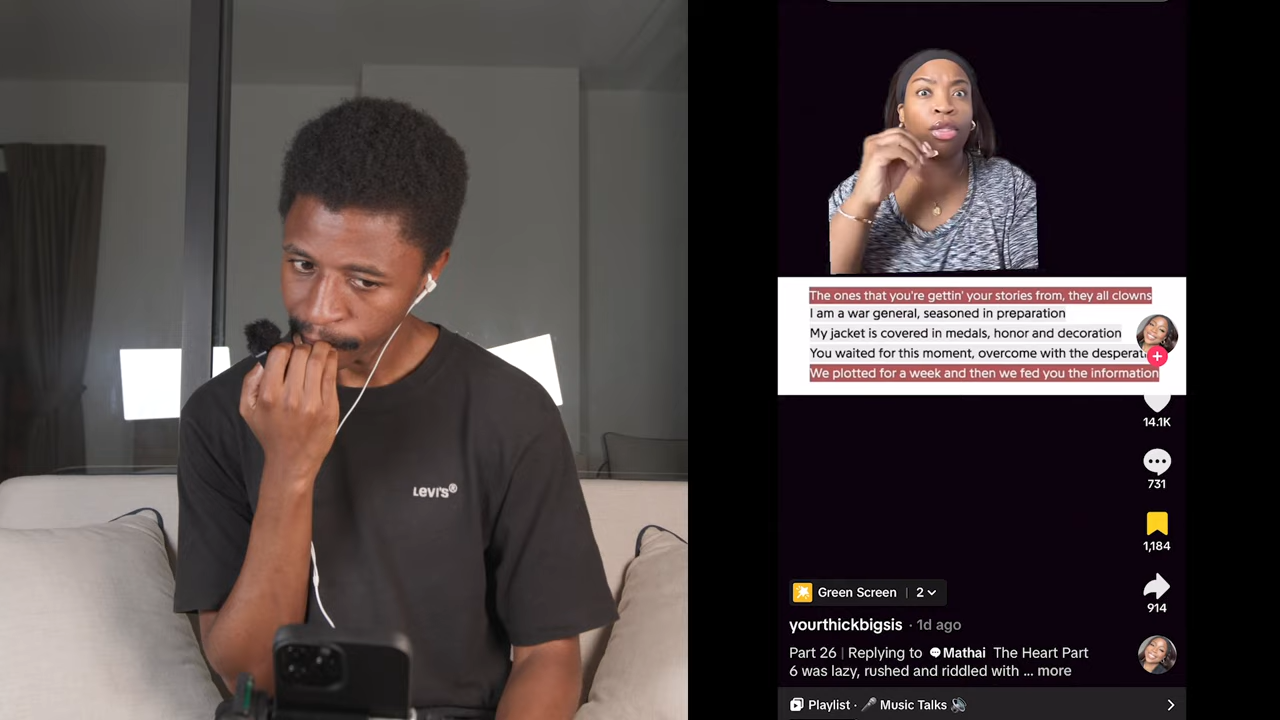 Levi's®
The ones that you're gettin' your stories from, they all clowns
I am a war general, seasoned in preparation
My jacket is covered in medals, honor and decoration
You waited for this moment, overcome with the
We plotted for a week and then we fed you the information
14.1K
731
1,184
914
Green Screen | 2
yourthickbigsis · 1d ago
Part 26 | Replying to Mathai The Heart Part
6 was lazy, rushed and riddled with ... more
Playlist · Music Talks